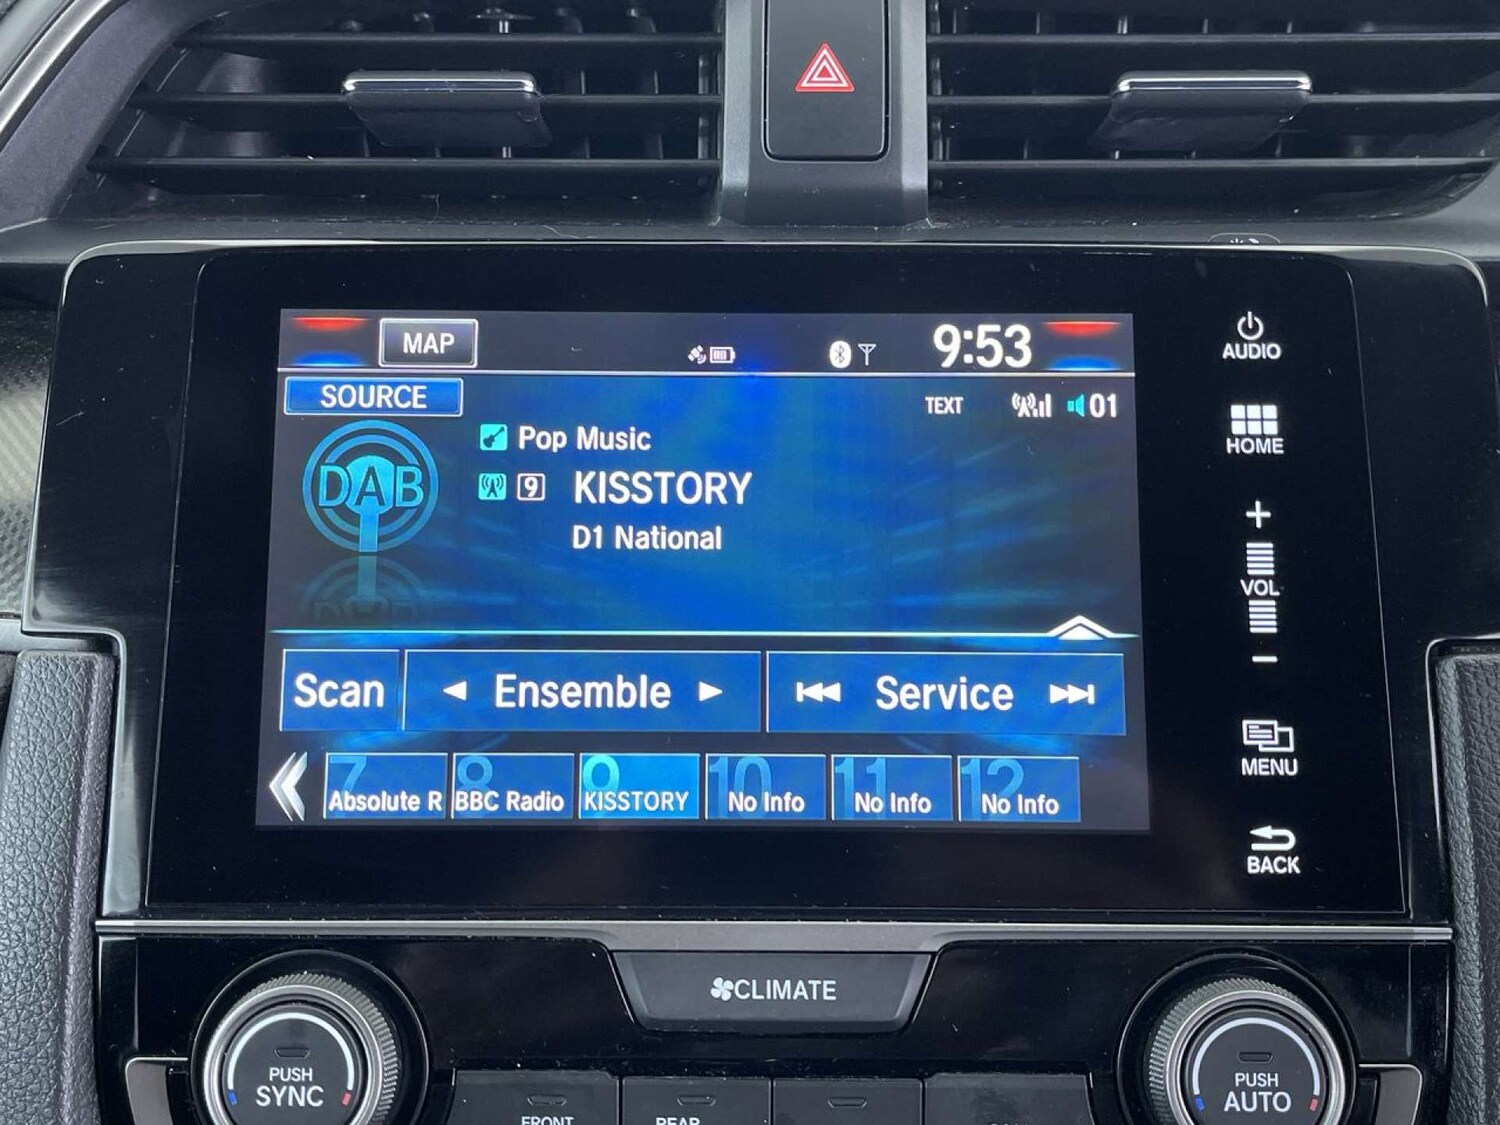 MAP
9:53
SOURCE
TEXT
01
Pop Music
DAB
9 KISSTORY
D1 National
Scan
Ensemble
Service
7 Absolute R
8 BBC Radio
9 KISSTORY
10 No Info
11 No Info
12 No Info
AUDIO
HOME
+
VOL
−
MENU
BACK
CLIMATE
PUSH
SYNC
PUSH
AUTO
FRONT
REAR